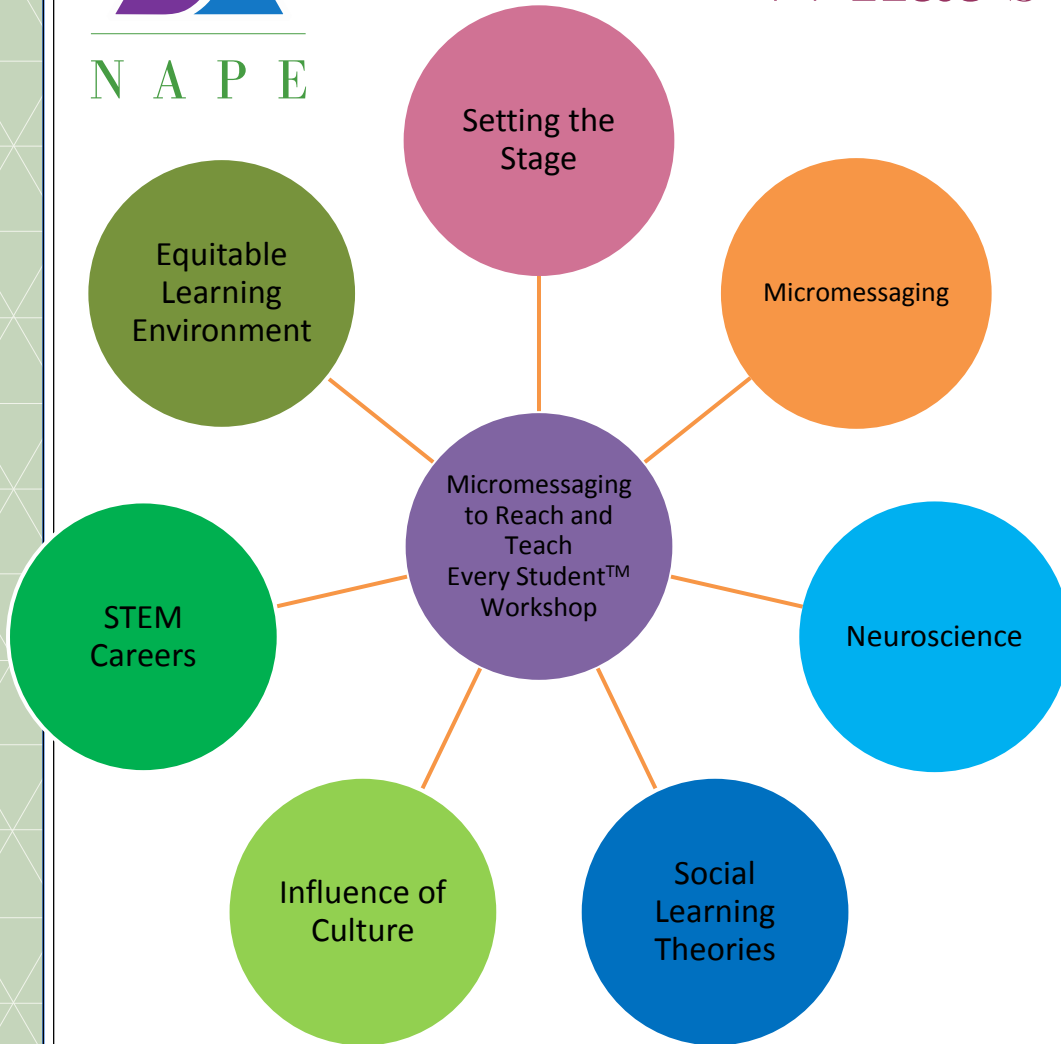 N A P E
Setting the
Stage
Micromessaging
Neuroscience
Social
Learning
Theories
Influence of
Culture
STEM
Careers
Equitable
Learning
Environment
Micromessaging
to Reach and
Teach
Every Student™
Workshop